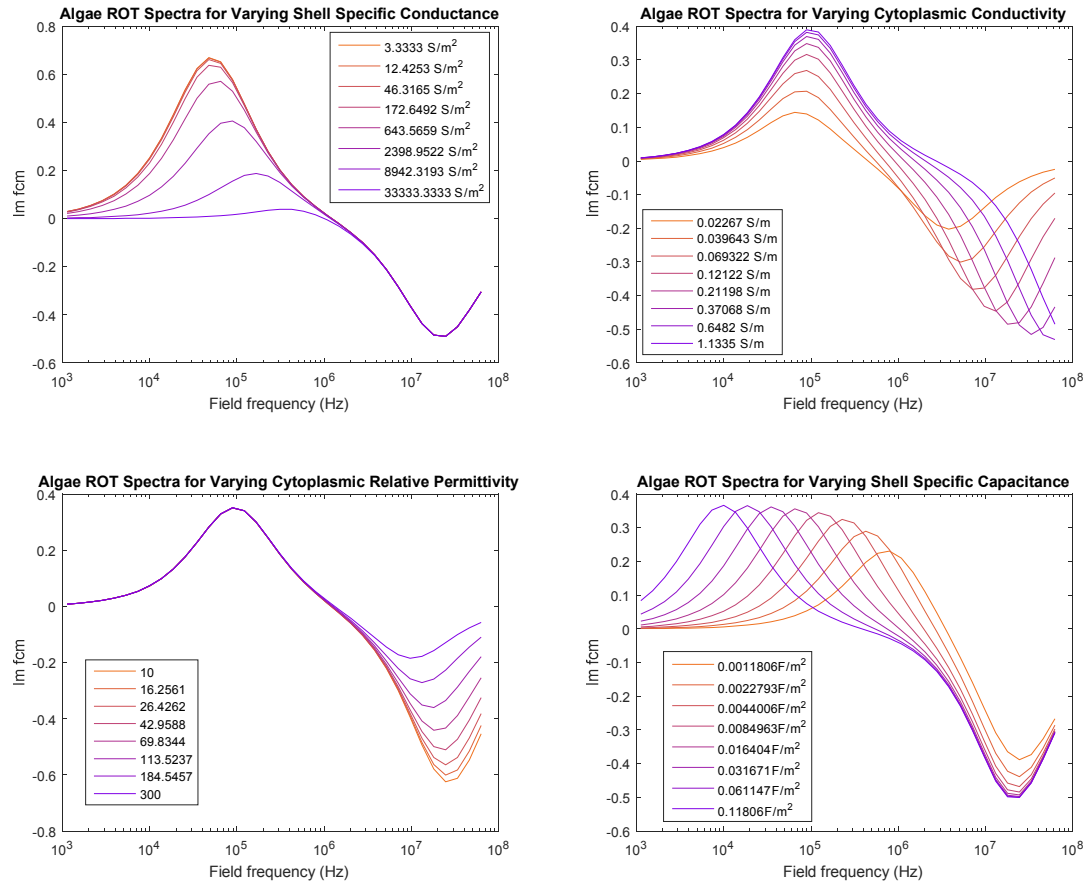 Algae ROT Spectra for Varying Shell Specific Conductance
0.8
0.6
0.4
0.2
0
-0.2
-0.4
-0.6
Im fcm
3.3333 S/m²
12.4253 S/m²
46.3165 S/m²
172.6492 S/m²
643.5659 S/m²
2398.9522 S/m²
8942.3193 S/m²
33333.3333 S/m²
10³ 10⁴ 10⁵ 10⁶ 10⁷ 10⁸
Field frequency (Hz)
Algae ROT Spectra for Varying Cytoplasmic Conductivity
0.4
0.3
0.2
0.1
0
-0.1
-0.2
-0.3
-0.4
-0.5
-0.6
Im fcm
0.02267 S/m
0.039643 S/m
0.069322 S/m
0.12122 S/m
0.21198 S/m
0.37068 S/m
0.6482 S/m
1.1335 S/m
10³ 10⁴ 10⁵ 10⁶ 10⁷ 10⁸
Field frequency (Hz)
Algae ROT Spectra for Varying Cytoplasmic Relative Permittivity
0.4
0.2
0
-0.2
-0.4
-0.6
-0.8
Im fcm
10
16.2561
26.4262
42.9588
69.8344
113.5237
184.5457
300
10³ 10⁴ 10⁵ 10⁶ 10⁷ 10⁸
Field frequency (Hz)
Algae ROT Spectra for Varying Shell Specific Capacitance
0.4
0.3
0.2
0.1
0
-0.1
-0.2
-0.3
-0.4
-0.5
-0.6
Im fcm
0.0011806F/m²
0.0022793F/m²
0.0044006F/m²
0.0084963F/m²
0.016404F/m²
0.031671F/m²
0.061147F/m²
0.11806F/m²
10³ 10⁴ 10⁵ 10⁶ 10⁷ 10⁸
Field frequency (Hz)